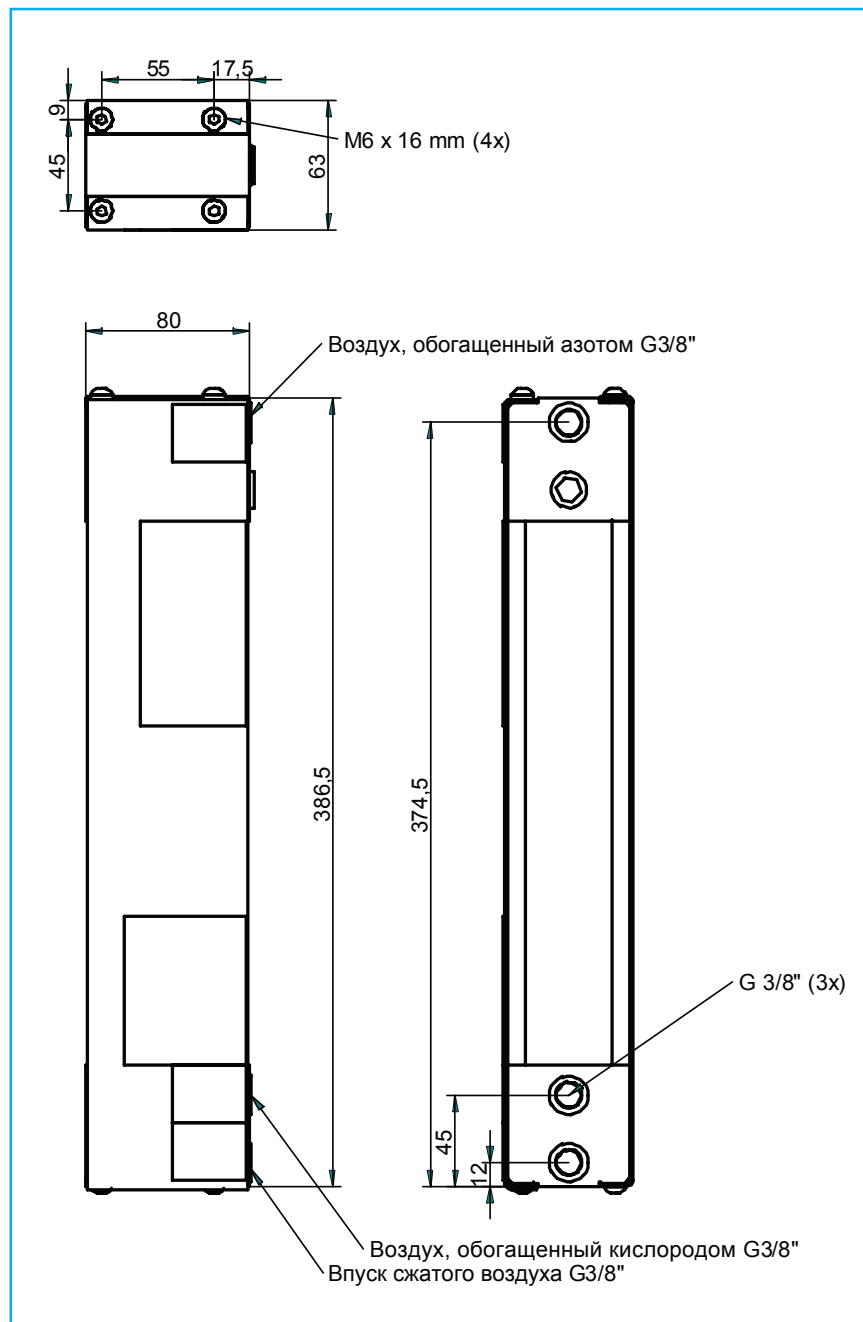 55
17,5
9
M6 x 16 mm (4x)
45
63
80
Воздух, обогащенный азотом G3/8"
386,5
374,5
G 3/8" (3x)
45
12
Воздух, обогащенный кислородом G3/8"
Впуск сжатого воздуха G3/8"